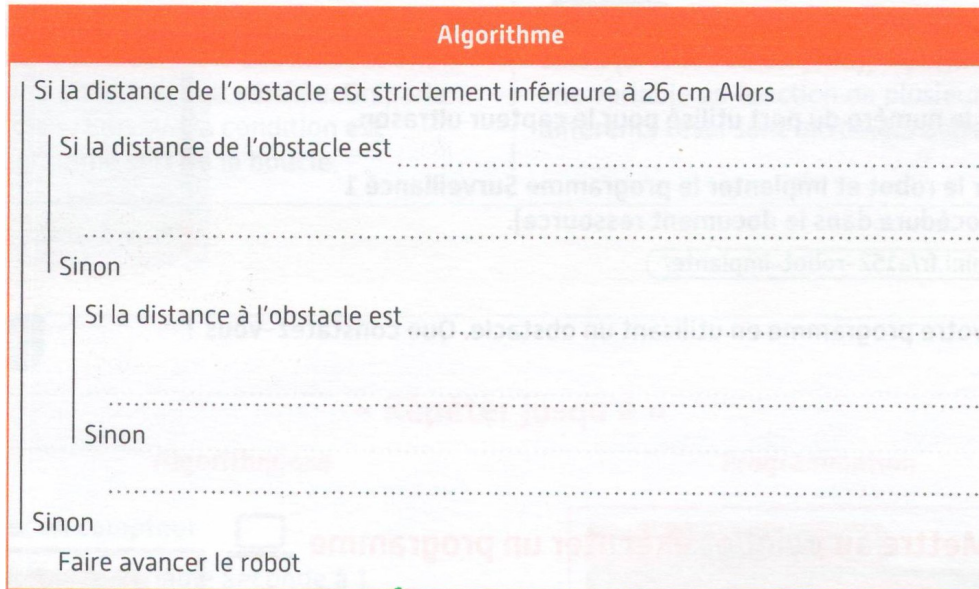 Algorithme
Si la distance de l'obstacle est strictement inférieure à 26 cm Alors
Si la distance de l'obstacle est ........................................
........................................
Sinon
Si la distance à l'obstacle est
........................................
Sinon
........................................
Sinon
Faire avancer le robot